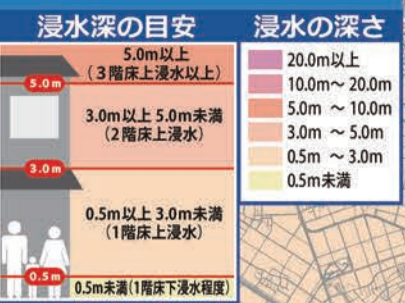 浸水深の目安
5.0m以上
(3階床上浸水以上)
5.0m
3.0m以上 5.0m未満
(2階床上浸水)
3.0m
0.5m以上 3.0m未満
(1階床上浸水)
0.5m
0.5m未満(1階床下浸水程度)
浸水の深さ
20.0m以上
10.0m～20.0m
5.0m ～10.0m
3.0m ～5.0m
0.5m ～3.0m
0.5m未満